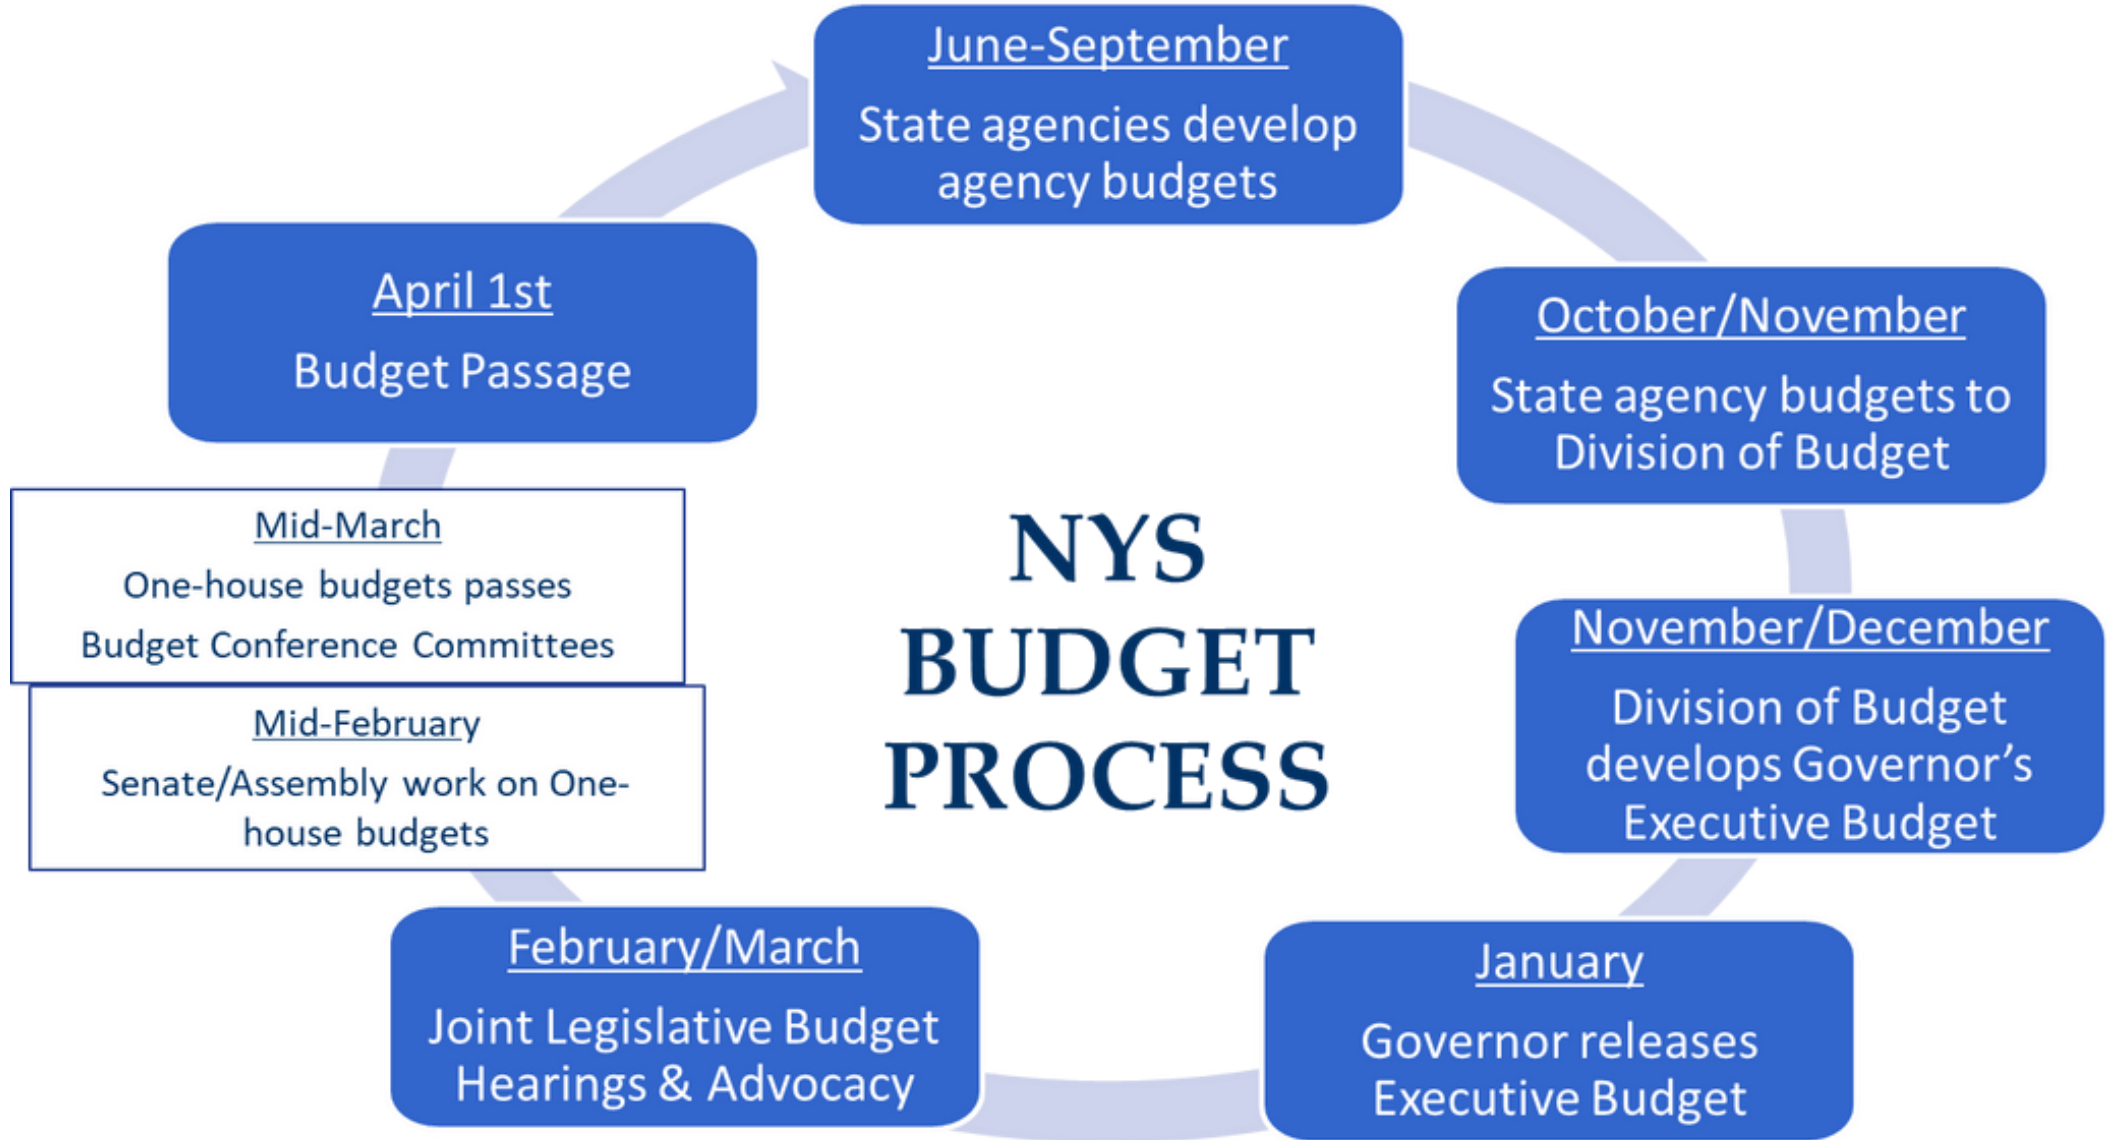 June-September
State agencies develop
agency budgets
October/November
State agency budgets to
Division of Budget
November/December
Division of Budget
develops Governor’s
Executive Budget
January
Governor releases
Executive Budget
February/March
Joint Legislative Budget
Hearings & Advocacy
Mid-February
Senate/Assembly work on One-
house budgets
Mid-March
One-house budgets passes
Budget Conference Committees
April 1st
Budget Passage
NYS
BUDGET
PROCESS